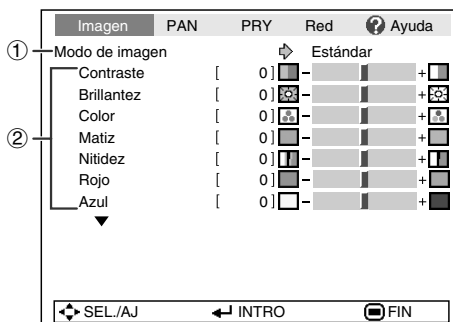 Imagen PAN PRY Red ? Ayuda
① Modo de imagen Estándar
Contraste [ 0 ] − +
Brillantez [ 0 ] − +
② Color [ 0 ] − +
Matiz [ 0 ] − +
Nitidez [ 0 ] − +
Rojo [ 0 ] − +
Azul [ 0 ] − +
SEL./AJ INTRO FIN